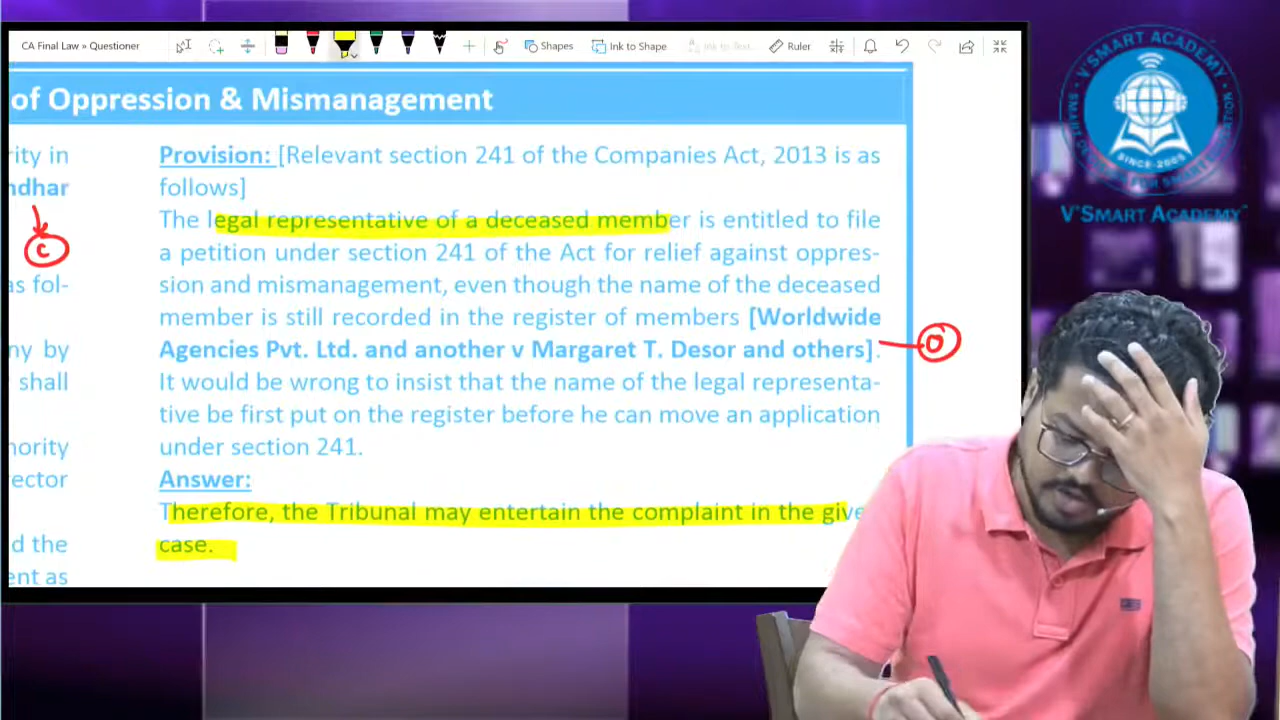 CA Final Law » Questioner
Shapes
Ink to Shape
Ink to Text
Ruler
of Oppression & Mismanagement
rity in
ndhar
C
as fol-
ny by
shall
hority
ector
d the
ent as
Provision: [Relevant section 241 of the Companies Act, 2013 is as
follows]
The legal representative of a deceased member is entitled to file
a petition under section 241 of the Act for relief against oppres-
sion and mismanagement, even though the name of the deceased
member is still recorded in the register of members [Worldwide
Agencies Pvt. Ltd. and another v Margaret T. Desor and others].
It would be wrong to insist that the name of the legal representa-
tive be first put on the register before he can move an application
under section 241.
Answer:
Therefore, the Tribunal may entertain the complaint in the give
case.
V'SMART ACADEMY
SINCE-2005
V'SMART ACADEMY